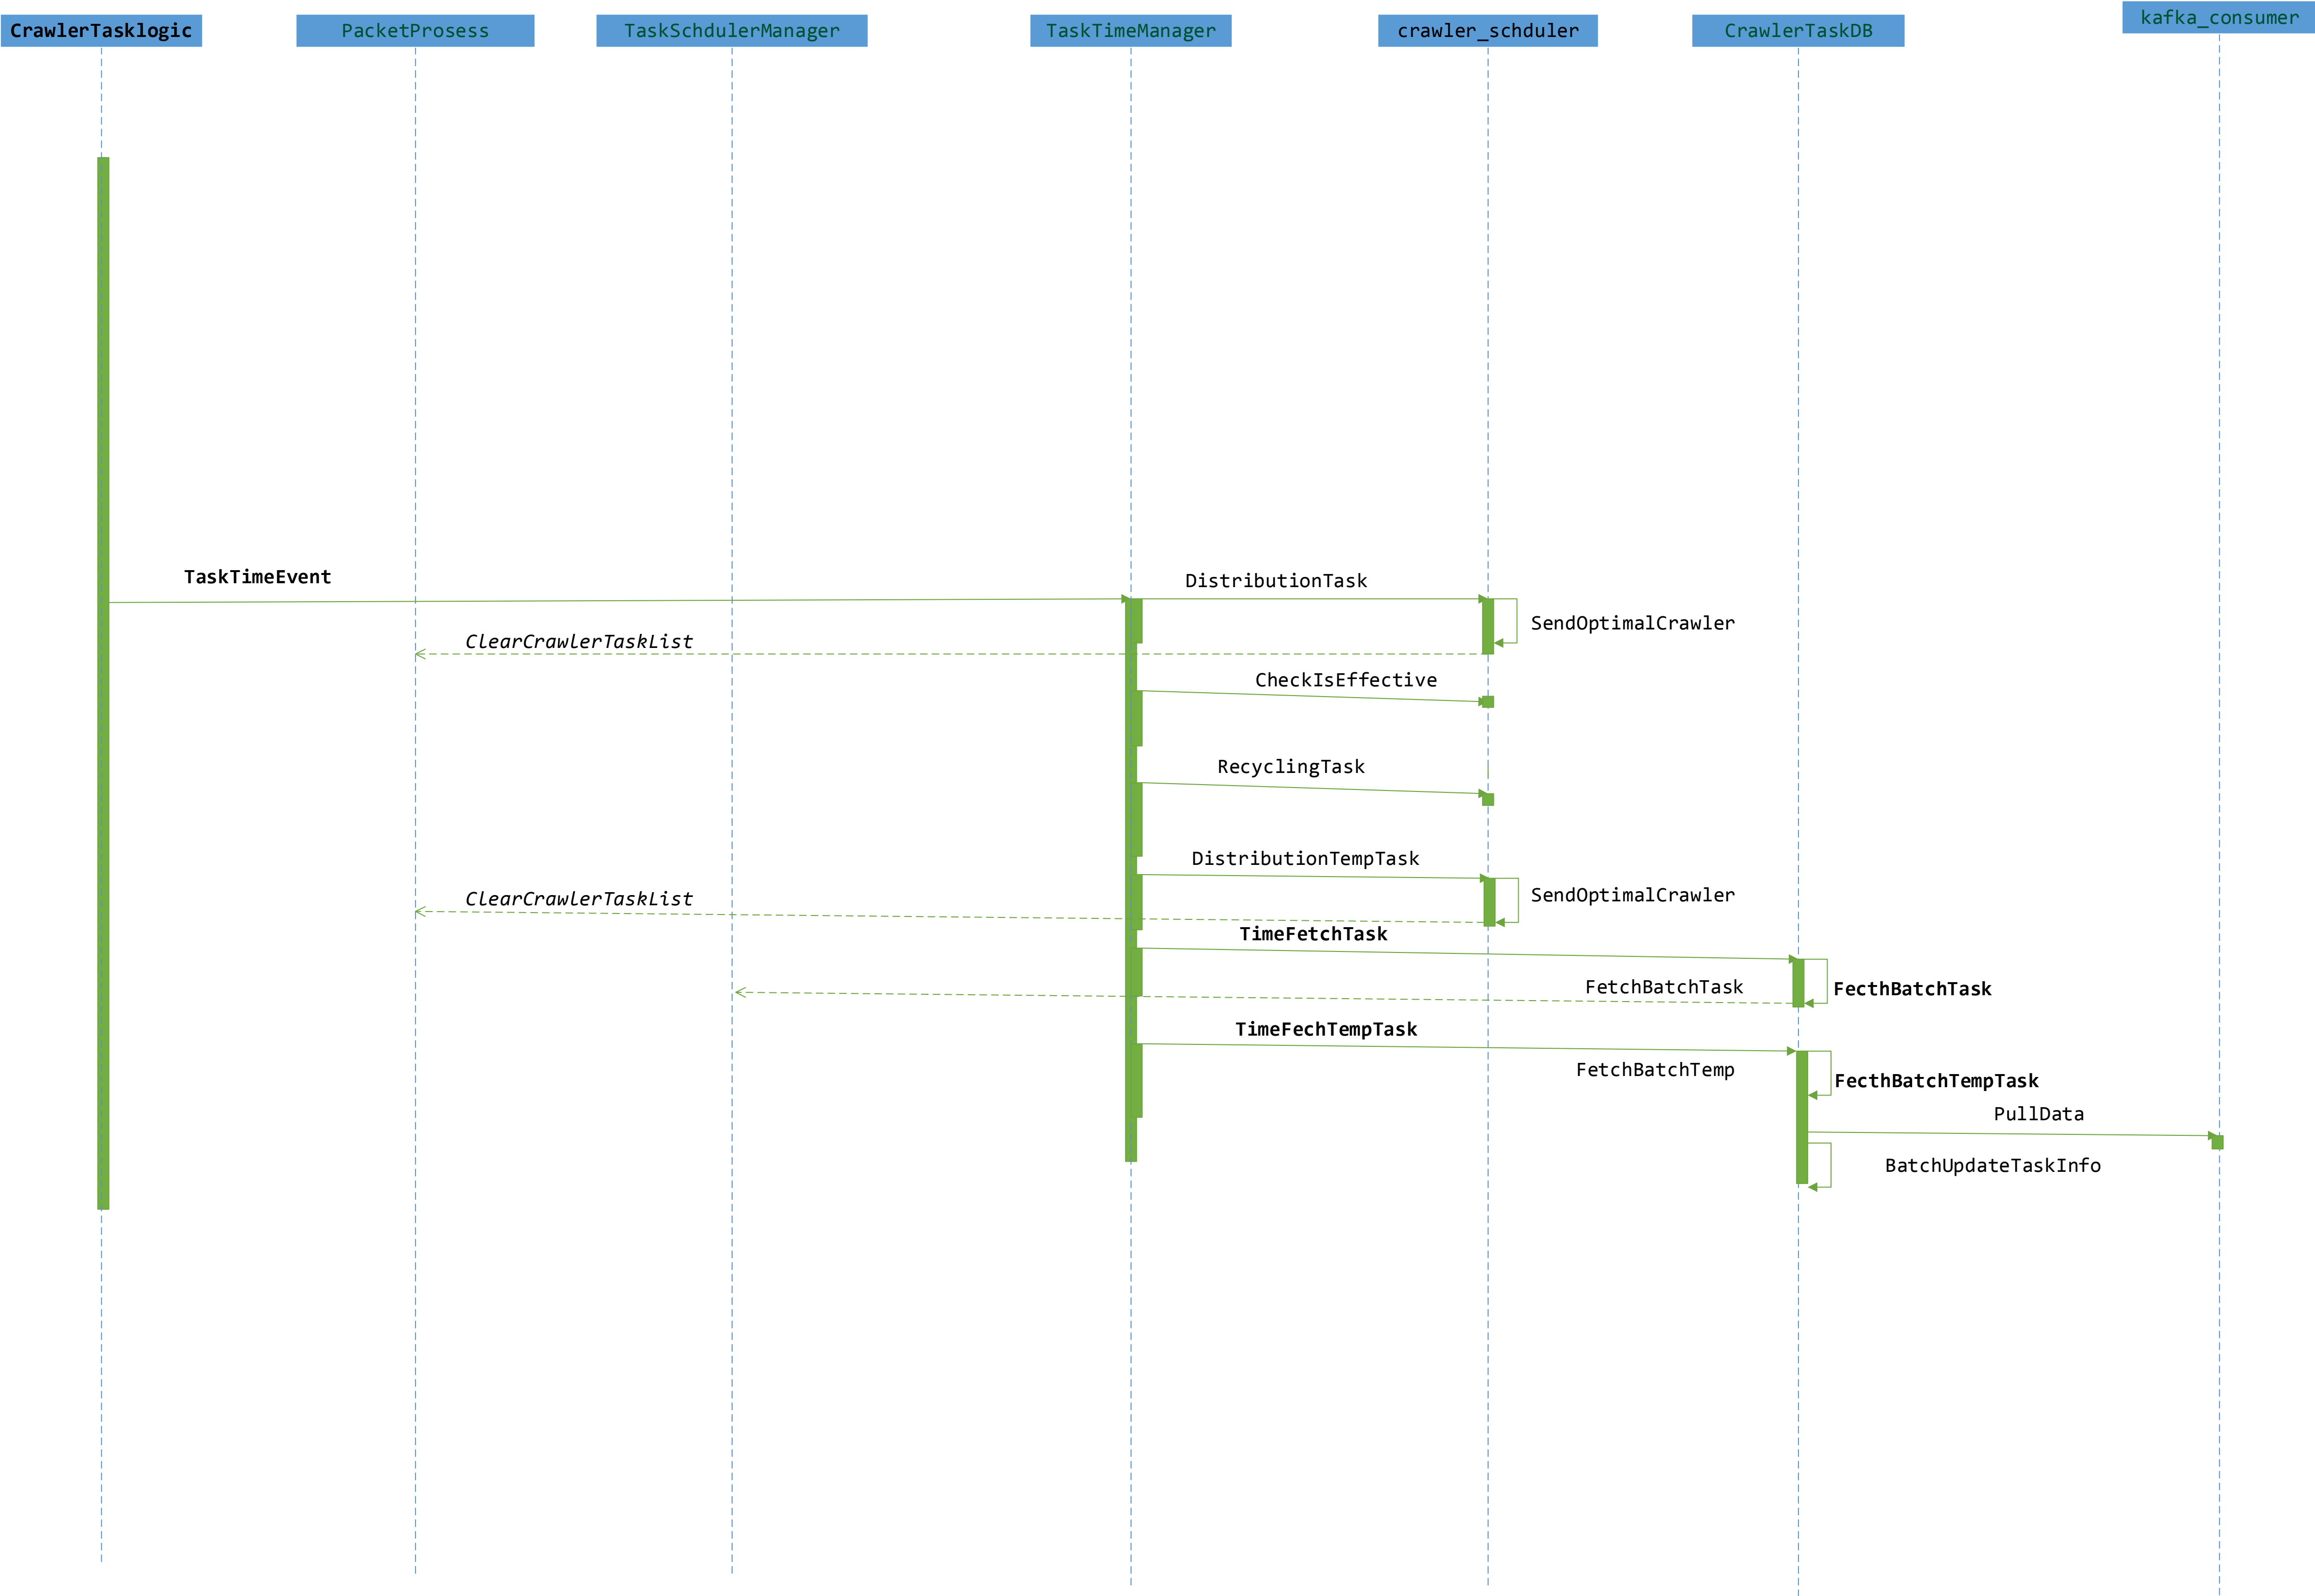 CrawlerTasklogic
PacketProsess
TaskSchdulerManager
TaskTimeManager
crawler_schduler
CrawlerTaskDB
kafka_consumer
TaskTimeEvent
DistributionTask
SendOptimalCrawler
ClearCrawlerTaskList
CheckIsEffective
RecyclingTask
DistributionTempTask
SendOptimalCrawler
ClearCrawlerTaskList
TimeFetchTask
FetchBatchTask
FecthBatchTask
TimeFechTempTask
FetchBatchTemp
FecthBatchTempTask
PullData
BatchUpdateTaskInfo